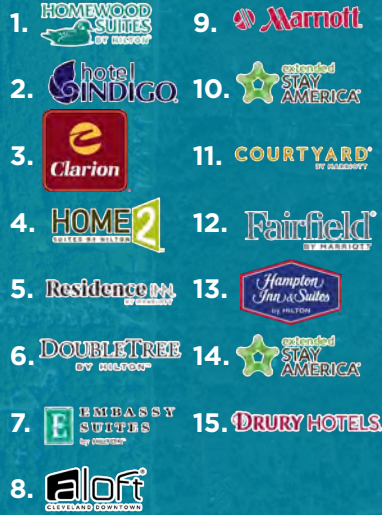 1. HOMEWOOD
SUITES
BY HILTON
2. hotel
INDIGO
3. Clarion
4. HOME2
SUITES BY HILTON
5. Residence INN.
BY MARRIOTT
6. DOUBLETREE
BY HILTON™
7. E EMBASSY
SUITES
by HILTON™
8. aloft
CLEVELAND DOWNTOWN
9. Marriott
10. extended
STAY
AMERICA
11. COURTYARD
BY MARRIOTT
12. Fairfield
BY MARRIOTT
13. Hampton
Inn & Suites
by HILTON
14. extended
STAY
AMERICA
15. DRURY HOTELS